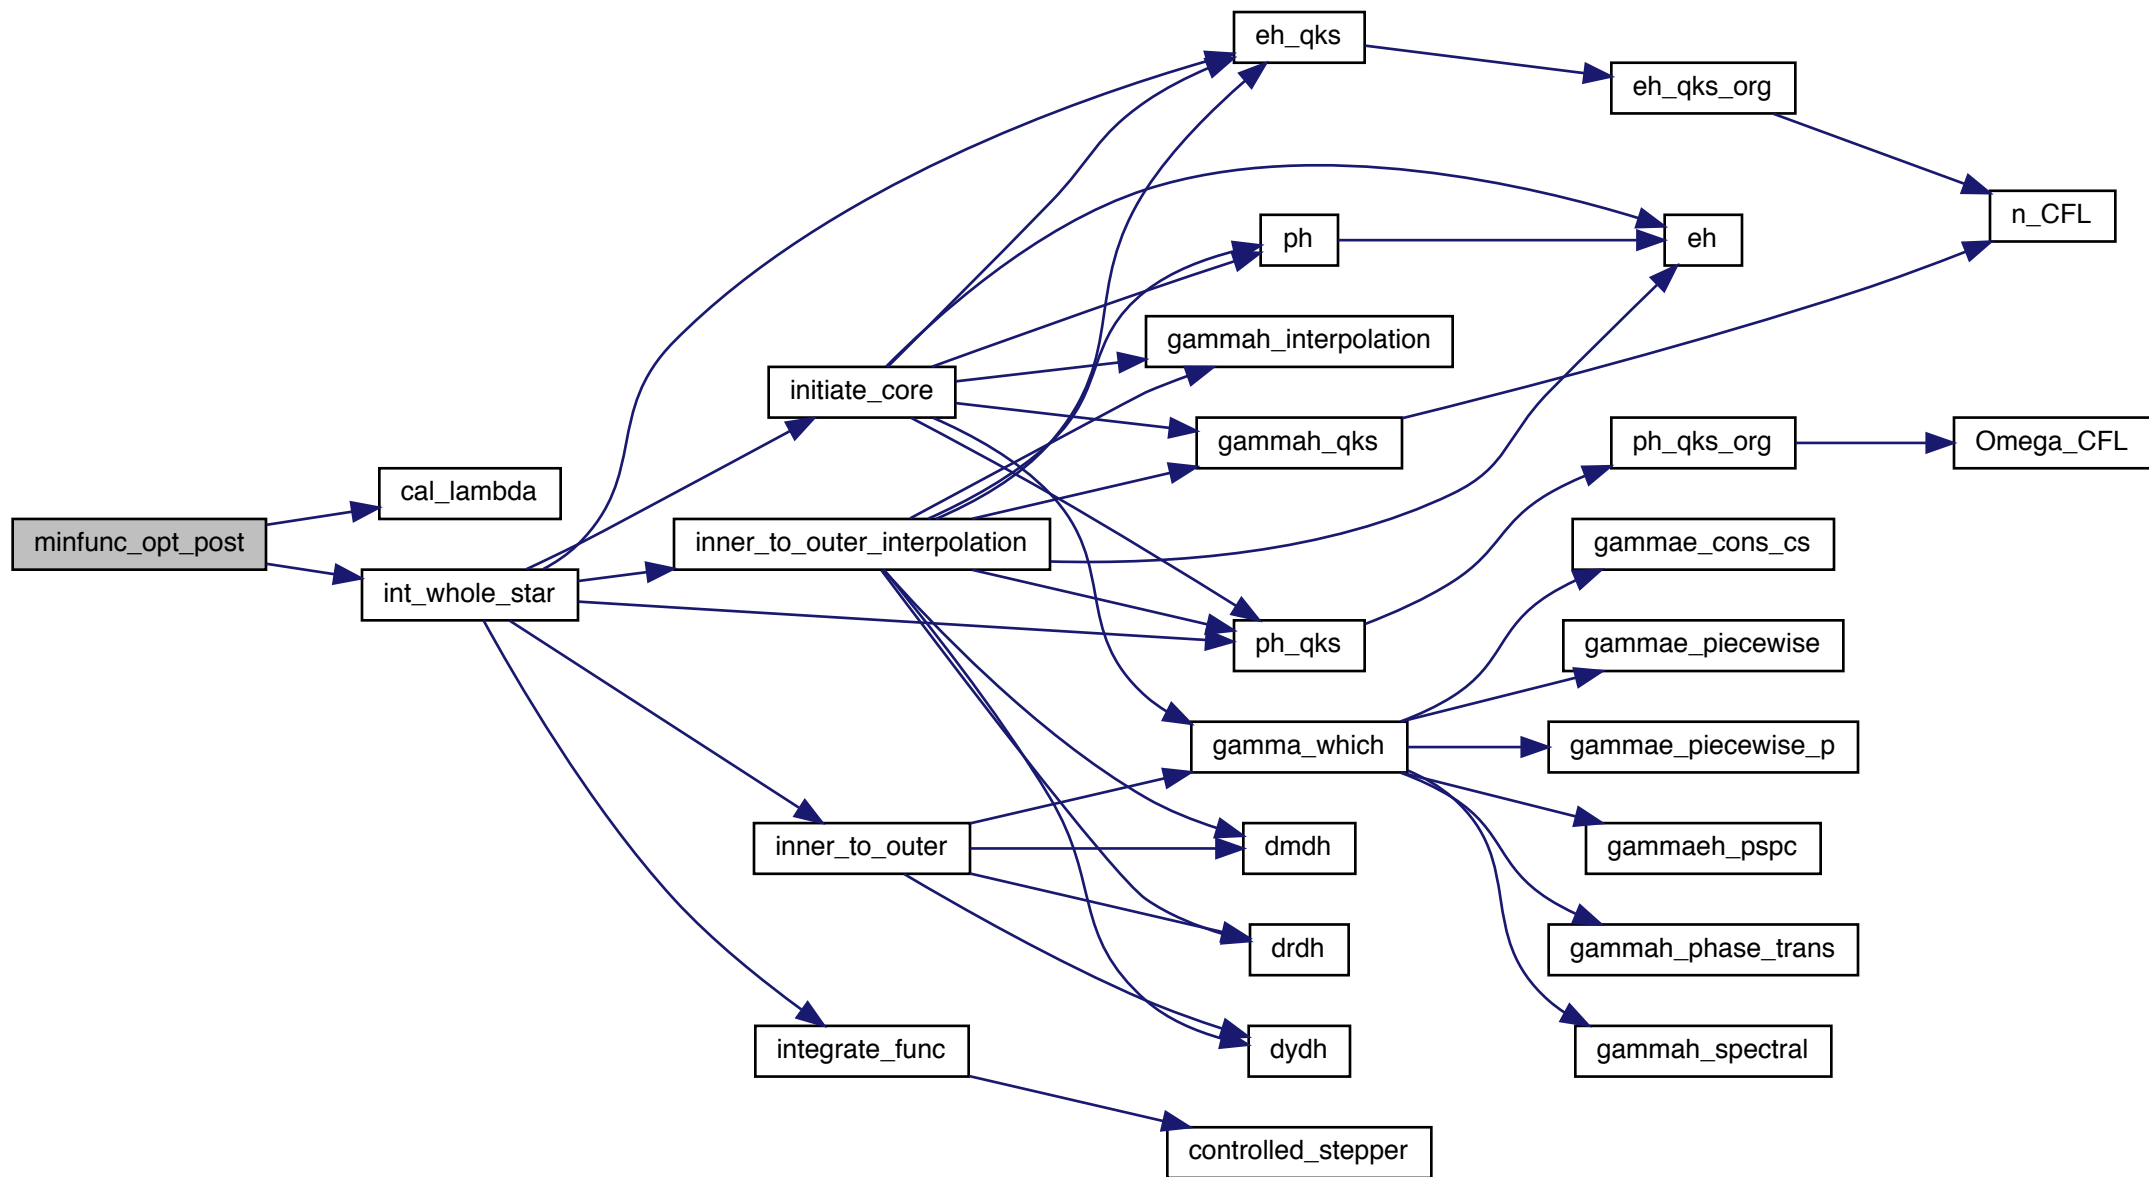 minfunc_opt_post
cal_lambda
int_whole_star
initiate_core
inner_to_outer_interpolation
inner_to_outer
integrate_func
eh_qks
ph
gammah_interpolation
gammah_qks
ph_qks
gamma_which
dmdh
drdh
dydh
controlled_stepper
eh_qks_org
eh
ph_qks_org
gammae_cons_cs
gammae_piecewise
gammae_piecewise_p
gammaeh_pspc
gammah_phase_trans
gammah_spectral
n_CFL
Omega_CFL